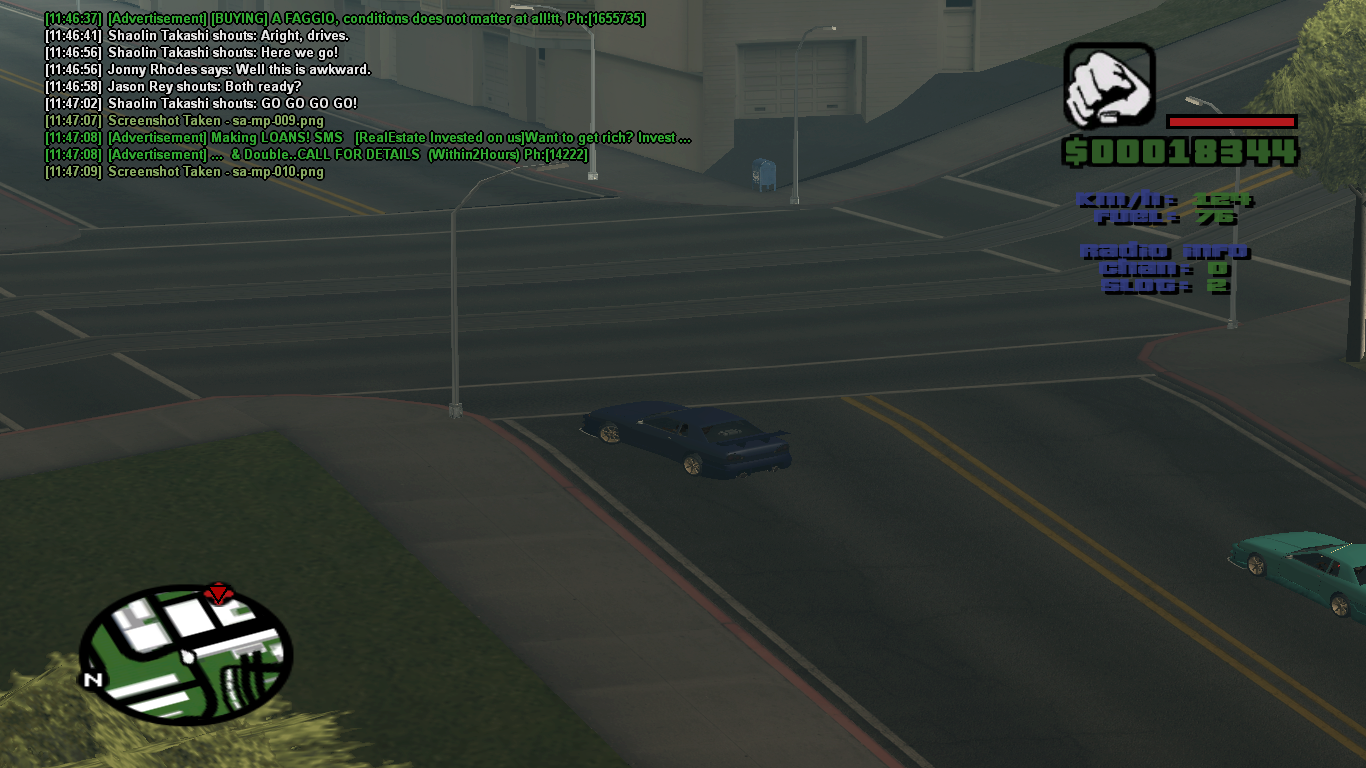 [11:46:37] [Advertisement] [BUYING] A FAGGIO, conditions does not matter at all!tt, Ph:[1655735]
[11:46:41] Shaolin Takashi shouts: Aright, drives.
[11:46:56] Shaolin Takashi shouts: Here we go!
[11:46:56] Jonny Rhodes says: Well this is awkward.
[11:46:58] Jason Rey shouts: Both ready?
[11:47:02] Shaolin Takashi shouts: GO GO GO GO!
[11:47:07] Screenshot Taken - sa-mp-009.png
[11:47:08] [Advertisement] Making LOANS! SMS [RealEstate Invested on us]Want to get rich? Invest ...
[11:47:08] [Advertisement] ... & Double..CALL FOR DETAILS (Within2Hours) Ph:[14222]
[11:47:09] Screenshot Taken - sa-mp-010.png
$00018344
Km/h: 124
Fuel: 76
Radio Info
Chan: 0
Slot: 2
N